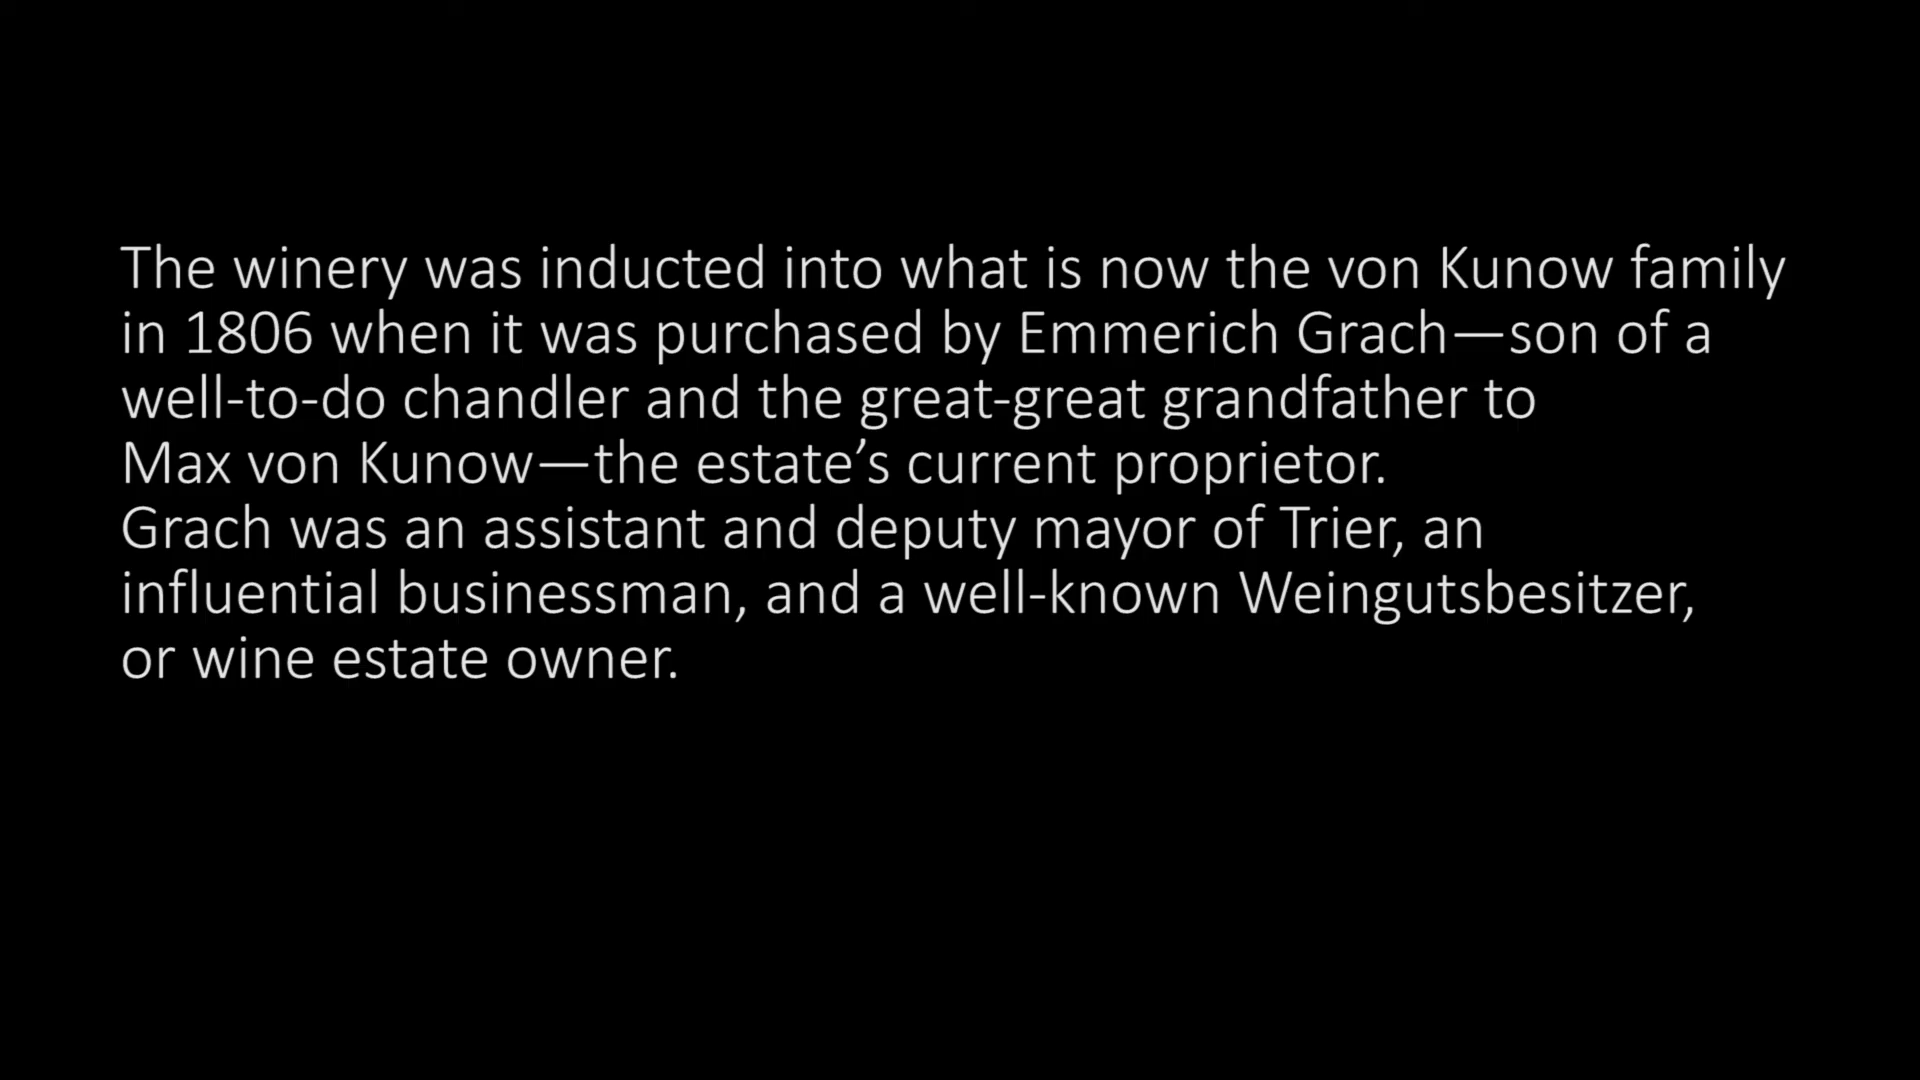 The winery was inducted into what is now the von Kunow family
in 1806 when it was purchased by Emmerich Grach—son of a
well-to-do chandler and the great-great grandfather to
Max von Kunow—the estate’s current proprietor.
Grach was an assistant and deputy mayor of Trier, an
influential businessman, and a well-known Weingutsbesitzer,
or wine estate owner.